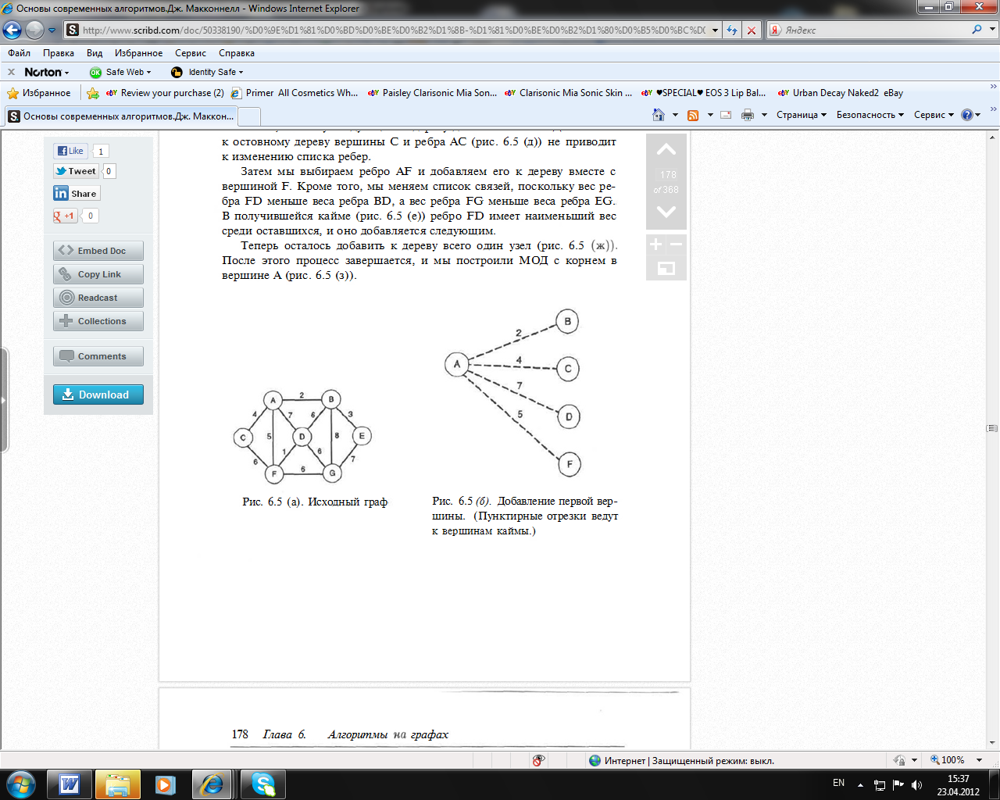 Основы современных алгоритмов.Дж. Макконнелл - Windows Internet Explorer
http://www.scribd.com/doc/50338190/%D0%9E%D1%81%D0%BD%D0%BE%D0%B2%D1%8B-%D1%81%D0%BE%D0%B2%D1%80%D0%B5%D0%BC%D0
Яндекс
Файл Правка Вид Избранное Сервис Справка
x Norton Safe Web Identity Safe
Избранное Review your purchase (2) Primer All Cosmetics Wh... Paisley Clarisonic Mia Son... Clarisonic Mia Sonic Skin ... ♥SPECIAL♥ EOS 3 Lip Bal... Urban Decay Naked2 eBay
Основы современных алгоритмов.Дж. Маккон... Страница Безопасность Сервис
Like 1
Tweet 0
Share
+1 0
Embed Doc
Copy Link
Readcast
Collections
Comments
Download
к остовному дереву вершины C и ребра AC (рис. 6.5 (д)) не приводит
к изменению списка ребер.
Затем мы выбираем ребро AF и добавляем его к дереву вместе с
вершиной F. Кроме того, мы меняем список связей, поскольку вес ре-
бра FD меньше веса ребра BD, а вес ребра FG меньше веса ребра EG.
В получившейся кайме (рис. 6.5 (е)) ребро FD имеет наименьший вес
среди оставшихся, и оно добавляется следующим.
Теперь осталось добавить к дереву всего один узел (рис. 6.5 (ж)).
После этого процесс завершается, и мы построили МОД с корнем в
вершине A (рис. 6.5 (з)).
178
of 368
A 2 B
4 7 6 3
C 5 D 8 E
6 1 6 7
F 6 G
Рис. 6.5 (а). Исходный граф
B
2
A 4 C
7
5 D
F
Рис. 6.5 (б). Добавление первой вер-
шины. (Пунктирные отрезки ведут
к вершинам каймы.)
178 Глава 6. Алгоритмы на графах
Интернет | Защищенный режим: выкл.
100%
EN
15:37
23.04.2012